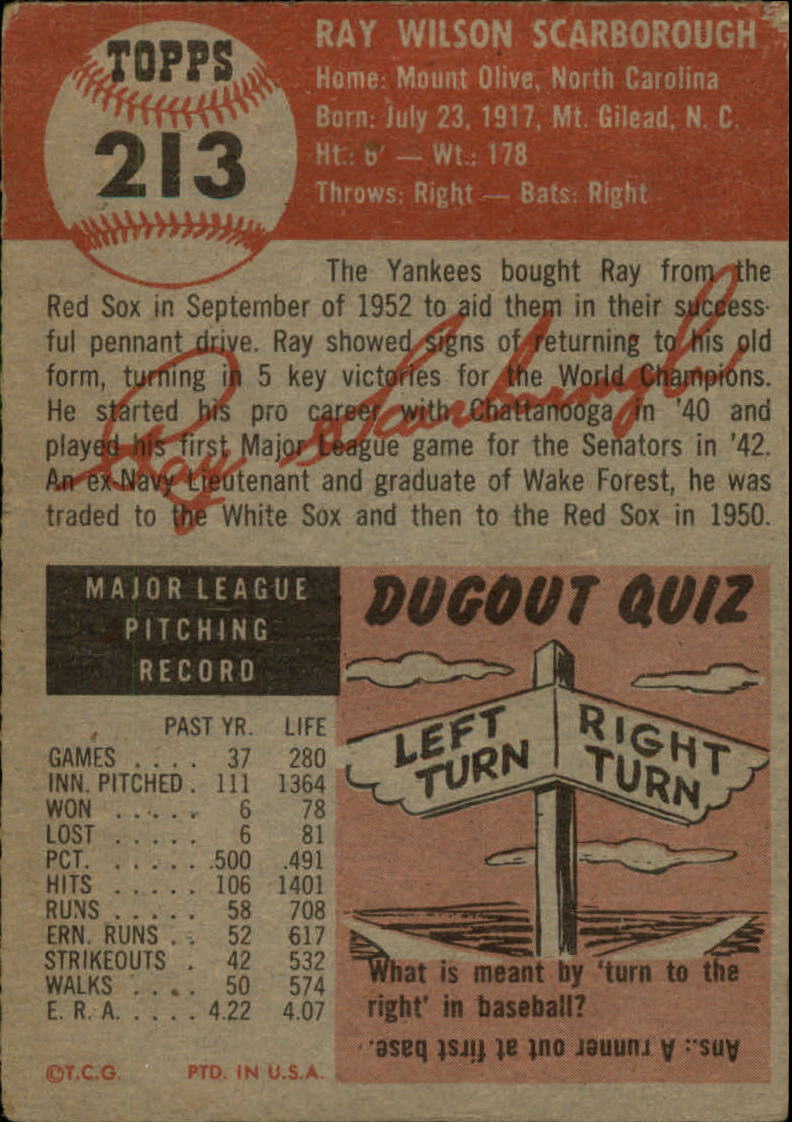 TOPPS
213
RAY WILSON SCARBOROUGH
Home: Mount Olive, North Carolina
Born: July 23, 1917, Mt. Gilead, N. C.
Ht.: 6' — Wt.: 178
Throws: Right — Bats: Right
The Yankees bought Ray from the
Red Sox in September of 1952 to aid them in their success-
ful pennant drive. Ray showed signs of returning to his old
form, turning in 5 key victories for the World Champions.
He started his pro career with Chattanooga in '40 and
played his first Major League game for the Senators in '42.
An ex-Navy Lieutenant and graduate of Wake Forest, he was
traded to the White Sox and then to the Red Sox in 1950.
Ray Scarborough
MAJOR LEAGUE
PITCHING
RECORD
PAST YR. LIFE
GAMES . . . . 37 280
INN. PITCHED . 111 1364
WON . . . . . 6 78
LOST . . . . . 6 81
PCT. . . . . . .500 .491
HITS . . . . . 106 1401
RUNS . . . . . 58 708
ERN. RUNS . . 52 617
STRIKEOUTS . 42 532
WALKS . . . . 50 574
E. R. A. . . . . 4.22 4.07
©T.C.G. PTD. IN U.S.A.
DUGOUT QUIZ
LEFT
TURN
RIGHT
TURN
What is meant by 'turn to the
right' in baseball?
Ans.: A runner out at first base.